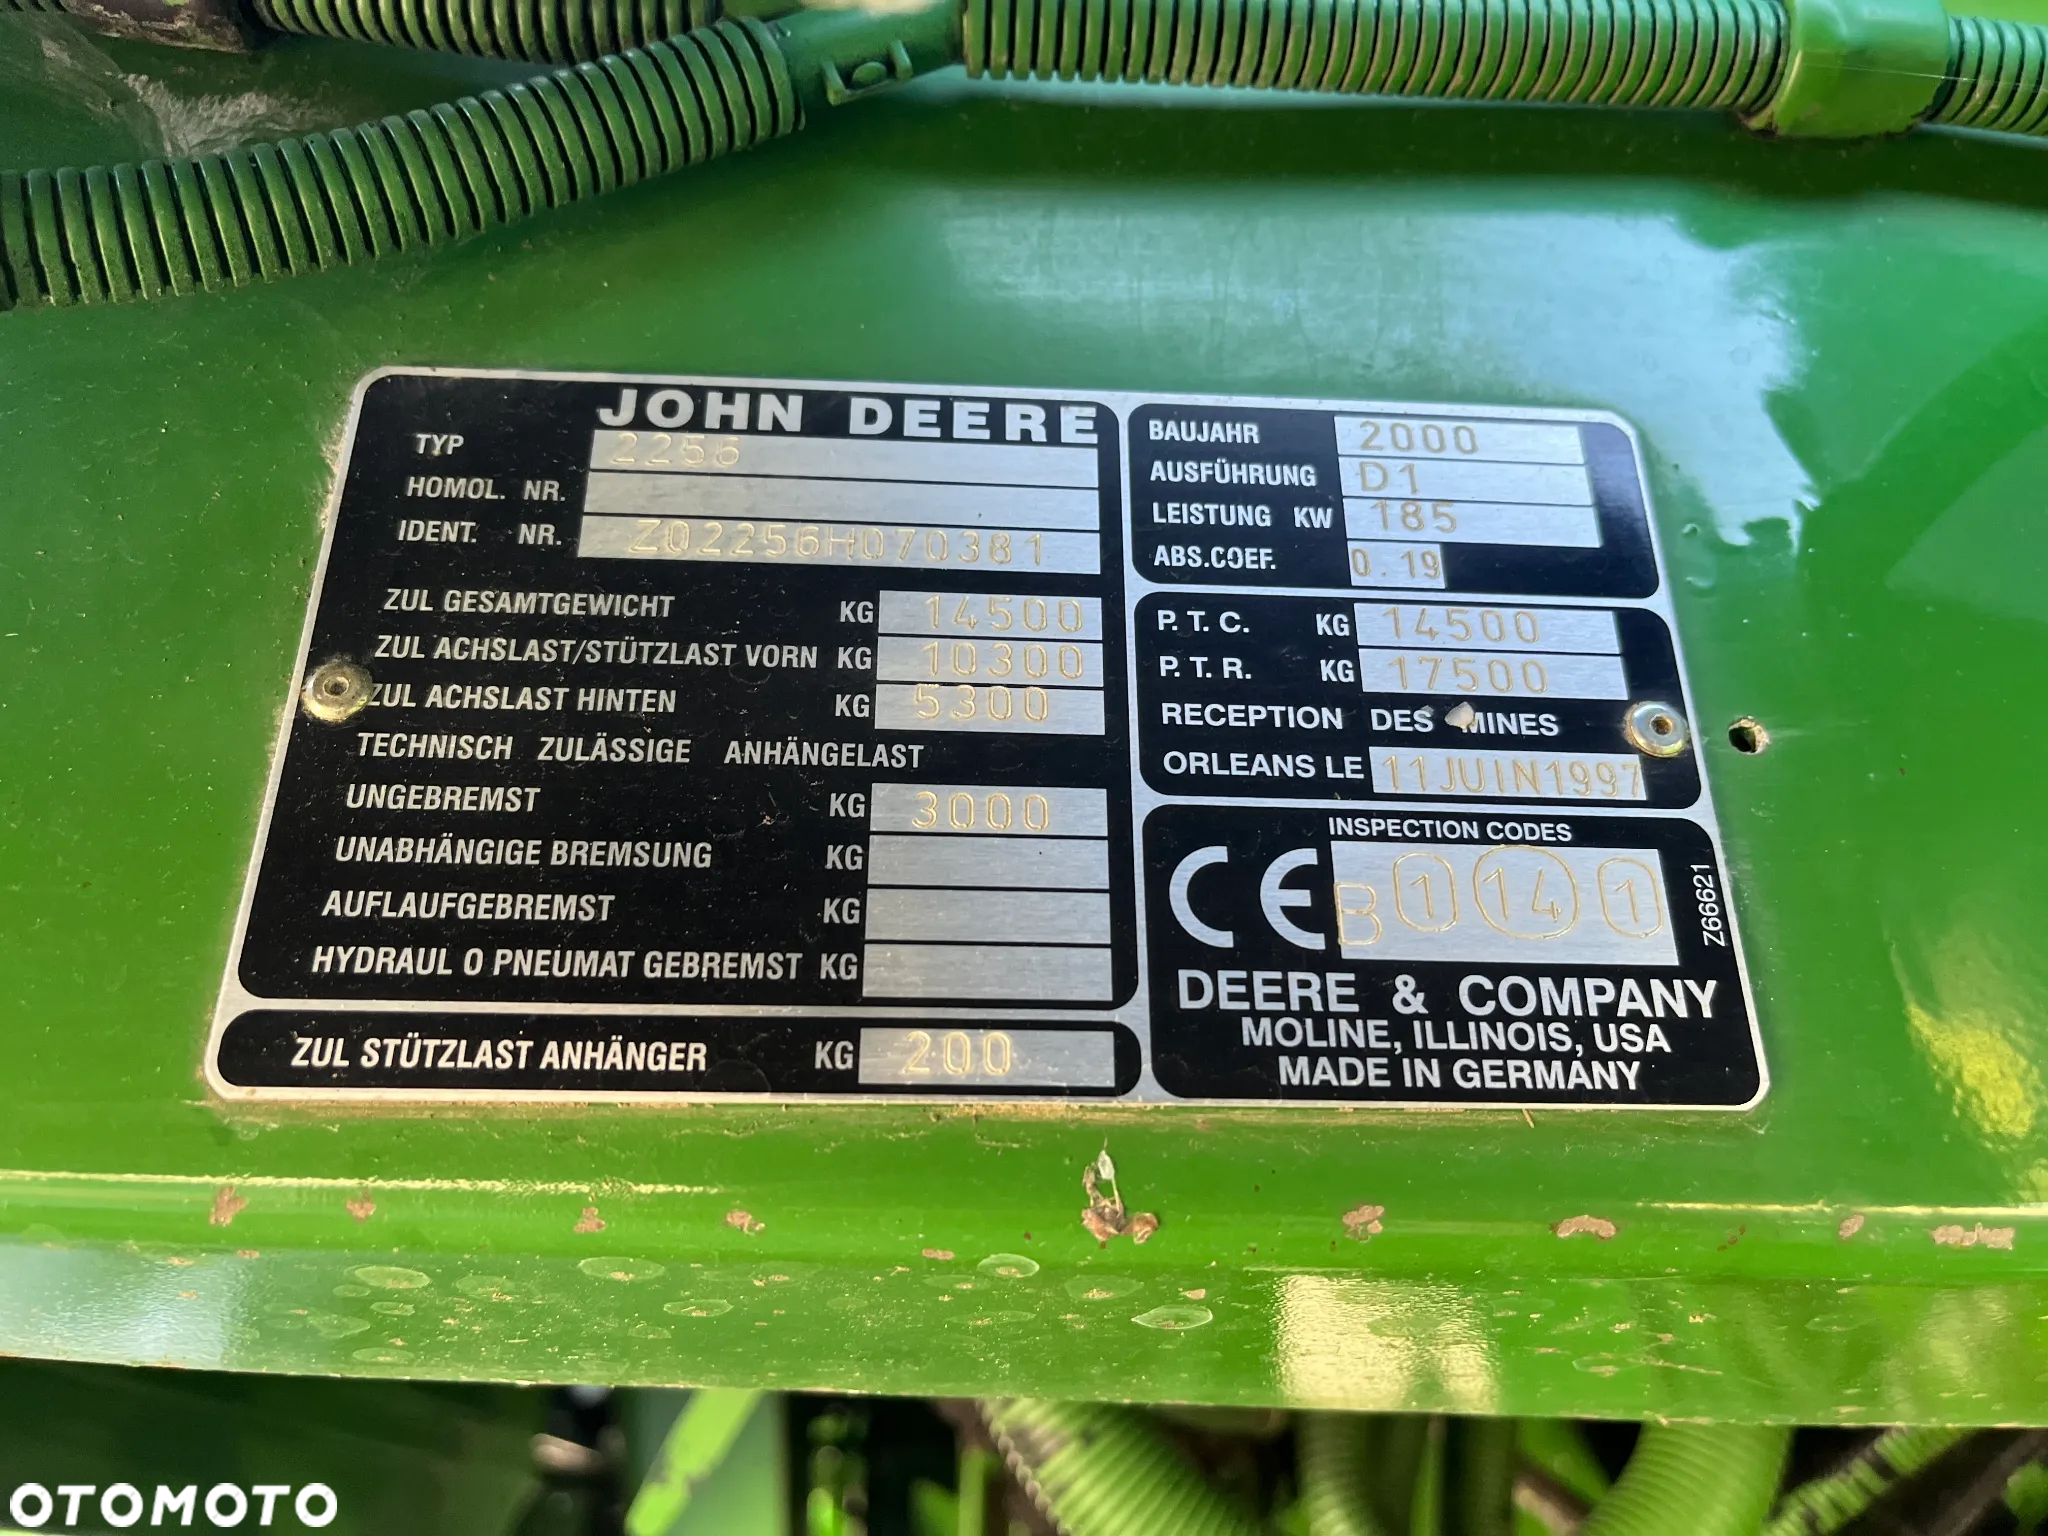 JOHN DEERE
TYP 2256
HOMOL. NR.
IDENT. NR. Z02256H070381
ZUL GESAMTGEWICHT KG 14500
ZUL ACHSLAST/STÜTZLAST VORN KG 10300
ZUL ACHSLAST HINTEN KG 5300
TECHNISCH ZULÄSSIGE ANHÄNGELAST
UNGEBREMST KG 3000
UNABHÄNGIGE BREMSUNG KG
AUFLAUFGEBREMST KG
HYDRAUL O PNEUMAT GEBREMST KG
ZUL STÜTZLAST ANHÄNGER KG 200
BAUJAHR 2000
AUSFÜHRUNG D1
LEISTUNG KW 185
ABS.COEF. 0.19
P. T. C. KG 14500
P. T. R. KG 17500
RECEPTION DES MINES
ORLEANS LE 11JUIN1997
INSPECTION CODES
CE B 1 14 1
Z66621
DEERE & COMPANY
MOLINE, ILLINOIS, USA
MADE IN GERMANY
OTOMOTO